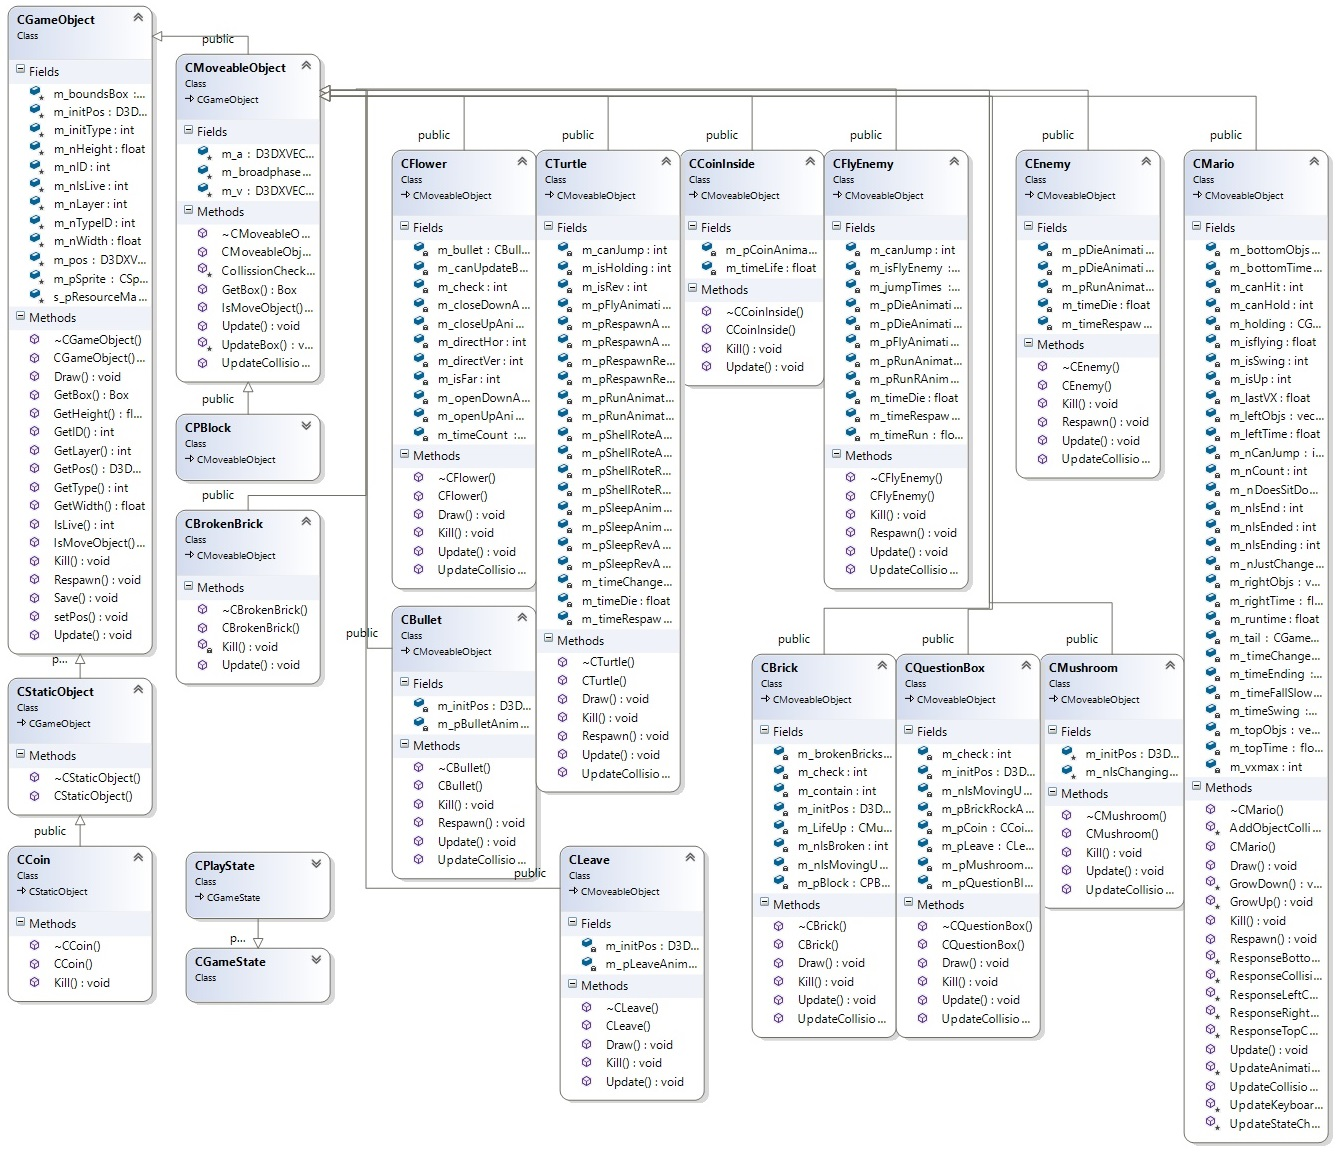 CGameObject
Class
Fields
m_boundsBox :...
m_initPos : D3D...
m_initType : int
m_nHeight : float
m_nID : int
m_nIsLive : int
m_nLayer : int
m_nTypeID : int
m_nWidth : float
m_pos : D3DXV...
m_pSprite : CSp...
s_pResourceMa...
Methods
~CGameObject()
CGameObject()...
Draw() : void
GetBox() : Box
GetHeight() : fl...
GetID() : int
GetLayer() : int
GetPos() : D3D...
GetType() : int
GetWidth() : float
IsLive() : int
IsMoveObject()...
Kill() : void
Respawn() : void
Save() : void
setPos() : void
Update() : void
p...
CStaticObject
Class
CGameObject
Methods
~CStaticObject()
CStaticObject()
public
CCoin
Class
CStaticObject
Methods
~CCoin()
CCoin()
Kill() : void
public
CMoveableObject
Class
CGameObject
Fields
m_a : D3DXVEC...
m_broadphase...
m_v : D3DXVEC...
Methods
~CMoveableO...
CMoveableObj...
CollisionCheck...
GetBox() : Box
IsMoveObject()...
Update() : void
UpdateBox() : v...
UpdateCollisio...
public
CPBlock
Class
CMoveableObject
public
CBrokenBrick
Class
CMoveableObject
Methods
~CBrokenBrick()
CBrokenBrick()
Kill() : void
Update() : void
CPlayState
Class
CGameState
p...
CGameState
Class
public
CFlower
Class
CMoveableObject
Fields
m_bullet : CBull...
m_canUpdateB...
m_check : int
m_closeDownA...
m_closeUpAni...
m_directHor : int
m_directVer : int
m_isFar : int
m_openDownA...
m_openUpAni...
m_timeCount :...
Methods
~CFlower()
CFlower()
Draw() : void
Kill() : void
Update() : void
UpdateCollisio...
public
CBullet
Class
CMoveableObject
Fields
m_initPos : D3D...
m_pBulletAnim...
Methods
~CBullet()
CBullet()
Kill() : void
Respawn() : void
Update() : void
UpdateCollisio...
public
CTurtle
Class
CMoveableObject
Fields
m_canJump : int
m_isHolding : int
m_isRev : int
m_pFlyAnimati...
m_pRespawnA...
m_pRespawnA...
m_pRespawnRe...
m_pRespawnRe...
m_pRunAnimat...
m_pRunAnimat...
m_pShellRoteA...
m_pShellRoteA...
m_pShellRoteR...
m_pShellRoteR...
m_pSleepAnim...
m_pSleepAnim...
m_pSleepRevA...
m_pSleepRevA...
m_timeChange...
m_timeDie : float
m_timeRespaw...
Methods
~CTurtle()
CTurtle()
Draw() : void
Kill() : void
Respawn() : void
Update() : void
UpdateCollisio...
public
CLeave
Class
CMoveableObject
Fields
m_initPos : D3D...
m_pLeaveAnim...
Methods
~CLeave()
CLeave()
Draw() : void
Kill() : void
Update() : void
public
CCoinInside
Class
CMoveableObject
Fields
m_pCoinAnima...
m_timeLife : float
Methods
~CCoinInside()
CCoinInside()
Kill() : void
Update() : void
public
CFlyEnemy
Class
CMoveableObject
Fields
m_canJump : int
m_isFlyEnemy :...
m_jumpTimes :...
m_pDieAnimati...
m_pDieAnimati...
m_pFlyAnimati...
m_pRunAnimat...
m_pRunRAnim...
m_timeDie : float
m_timeRespaw...
m_timeRun : flo...
Methods
~CFlyEnemy()
CFlyEnemy()
Kill() : void
Respawn() : void
Update() : void
UpdateCollisio...
public
CBrick
Class
CMoveableObject
Fields
m_brokenBricks...
m_check : int
m_contain : int
m_initPos : D3D...
m_LifeUp : CMu...
m_nIsBroken : int
m_nIsMovingU...
m_pBlock : CPB...
Methods
~CBrick()
CBrick()
Draw() : void
Kill() : void
Update() : void
UpdateCollisio...
public
CQuestionBox
Class
CMoveableObject
Fields
m_check : int
m_initPos : D3D...
m_nIsMovingU...
m_pBrickRockA...
m_pCoin : CCoi...
m_pLeave : CLe...
m_pMushroom...
m_pQuestionBl...
Methods
~CQuestionBox()
CQuestionBox()
Draw() : void
Kill() : void
Update() : void
UpdateCollisio...
public
CEnemy
Class
CMoveableObject
Fields
m_pDieAnimati...
m_pDieAnimati...
m_pRunAnimat...
m_timeDie : float
m_timeRespaw...
Methods
~CEnemy()
CEnemy()
Kill() : void
Respawn() : void
Update() : void
UpdateCollisio...
public
CMushroom
Class
CMoveableObject
Fields
m_initPos : D3D...
m_nIsChanging...
Methods
~CMushroom()
CMushroom()
Kill() : void
Update() : void
UpdateCollisio...
public
CMario
Class
CMoveableObject
Fields
m_bottomObjs...
m_bottomTime...
m_canHit : int
m_canHold : int
m_holding : CG...
m_isflying : float
m_isSwing : int
m_isUp : int
m_lastVX : float
m_leftObjs : vec...
m_leftTime : float
m_nCanJump : i...
m_nCount : int
m_nDoesSitDo...
m_nIsEnd : int
m_nIsEnded : int
m_nIsEnding : int
m_nJustChange...
m_rightObjs : v...
m_rightTime : fl...
m_runtime : float
m_tail : CGame...
m_timeChange...
m_timeEnding :...
m_timeFallSlow...
m_timeSwing :...
m_topObjs : ve...
m_topTime : flo...
m_vxmax : int
Methods
~CMario()
AddObjectColli...
CMario()
Draw() : void
GrowDown() : v...
GrowUp() : void
Kill() : void
Respawn() : void
ResponseBotto...
ResponseCollisi...
ResponseLeftC...
ResponseRight...
ResponseTopC...
Update() : void
UpdateAnimati...
UpdateCollisio...
UpdateKeyboar...
UpdateStateCh...